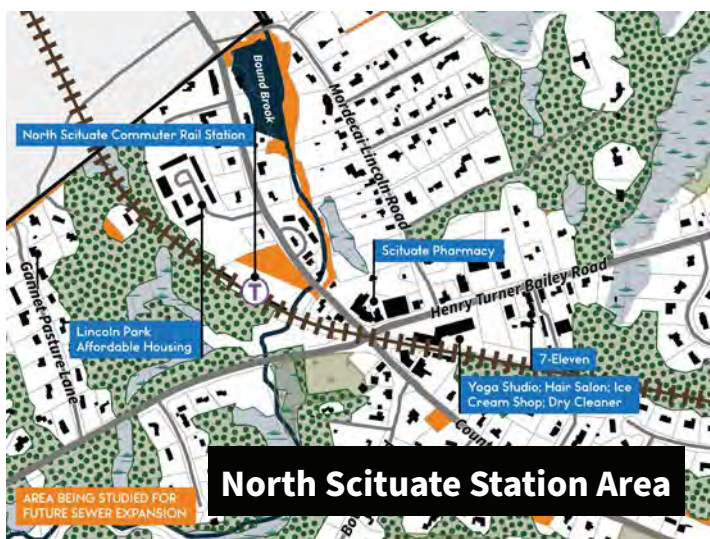 Bound Brook
Mordecai Lincoln Road
North Scituate Commuter Rail Station
Scituate Pharmacy
T
Henry Turner Bailey Road
Gannet Pasture Lane
Lincoln Park
Affordable Housing
7-Eleven
Yoga Studio; Hair Salon; Ice
Cream Shop; Dry Cleaner
North Scituate Station Area
AREA BEING STUDIED FOR
FUTURE SEWER EXPANSION